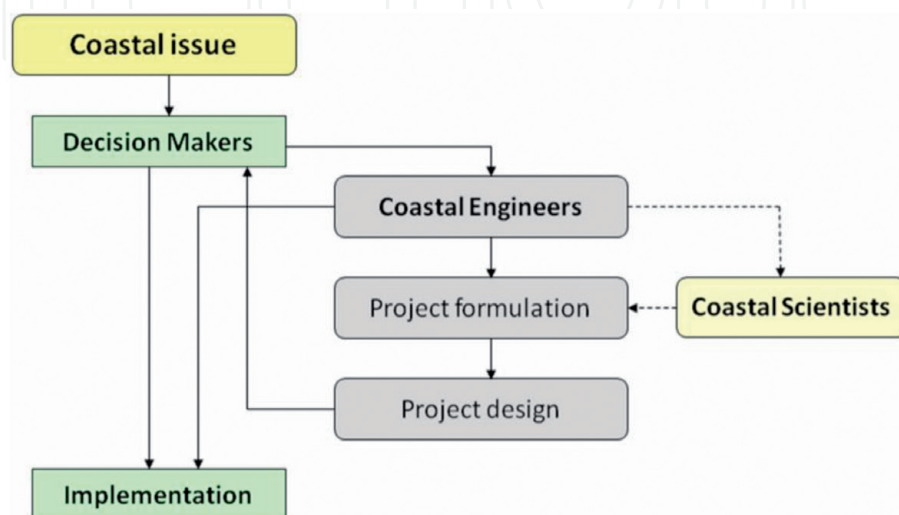 Coastal issue
Decision Makers
Coastal Engineers
Project formulation
Coastal Scientists
Project design
Implementation